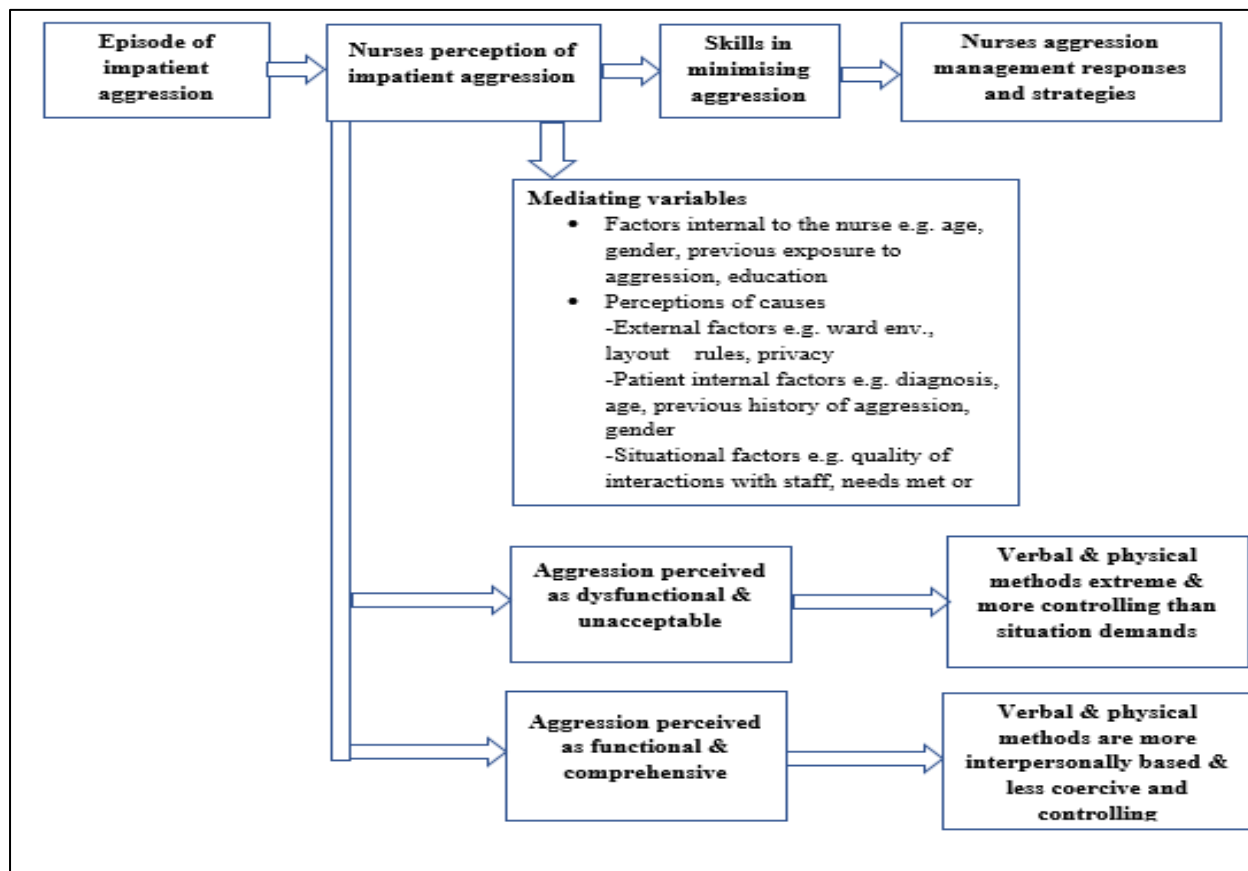 Episode of
impatient
aggression
Nurses perception of
impatient aggression
Skills in
minimising
aggression
Nurses aggression
management responses
and strategies
Mediating variables
• Factors internal to the nurse e.g. age,
gender, previous exposure to
aggression, education
• Perceptions of causes
-External factors e.g. ward env.,
layout rules, privacy
-Patient internal factors e.g. diagnosis,
age, previous history of aggression,
gender
-Situational factors e.g. quality of
interactions with staff, needs met or
Aggression perceived
as dysfunctional &
unacceptable
Verbal & physical
methods extreme &
more controlling than
situation demands
Aggression perceived
as functional &
comprehensive
Verbal & physical
methods are more
interpersonally based &
less coercive and
controlling